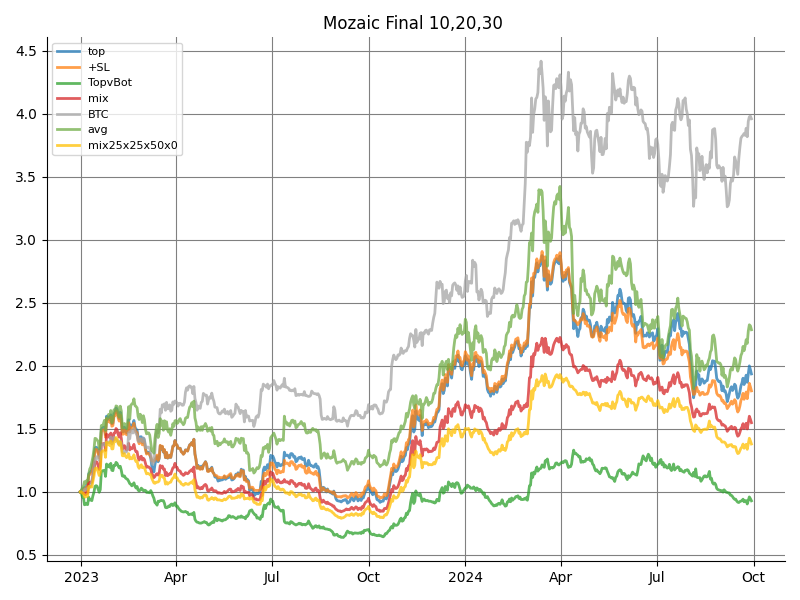 Mozaic Final 10,20,30
4.5
4.0
3.5
3.0
2.5
2.0
1.5
1.0
0.5
top
+SL
TopvBot
mix
BTC
avg
mix25x25x50x0
2023
Apr
Jul
Oct
2024
Apr
Jul
Oct